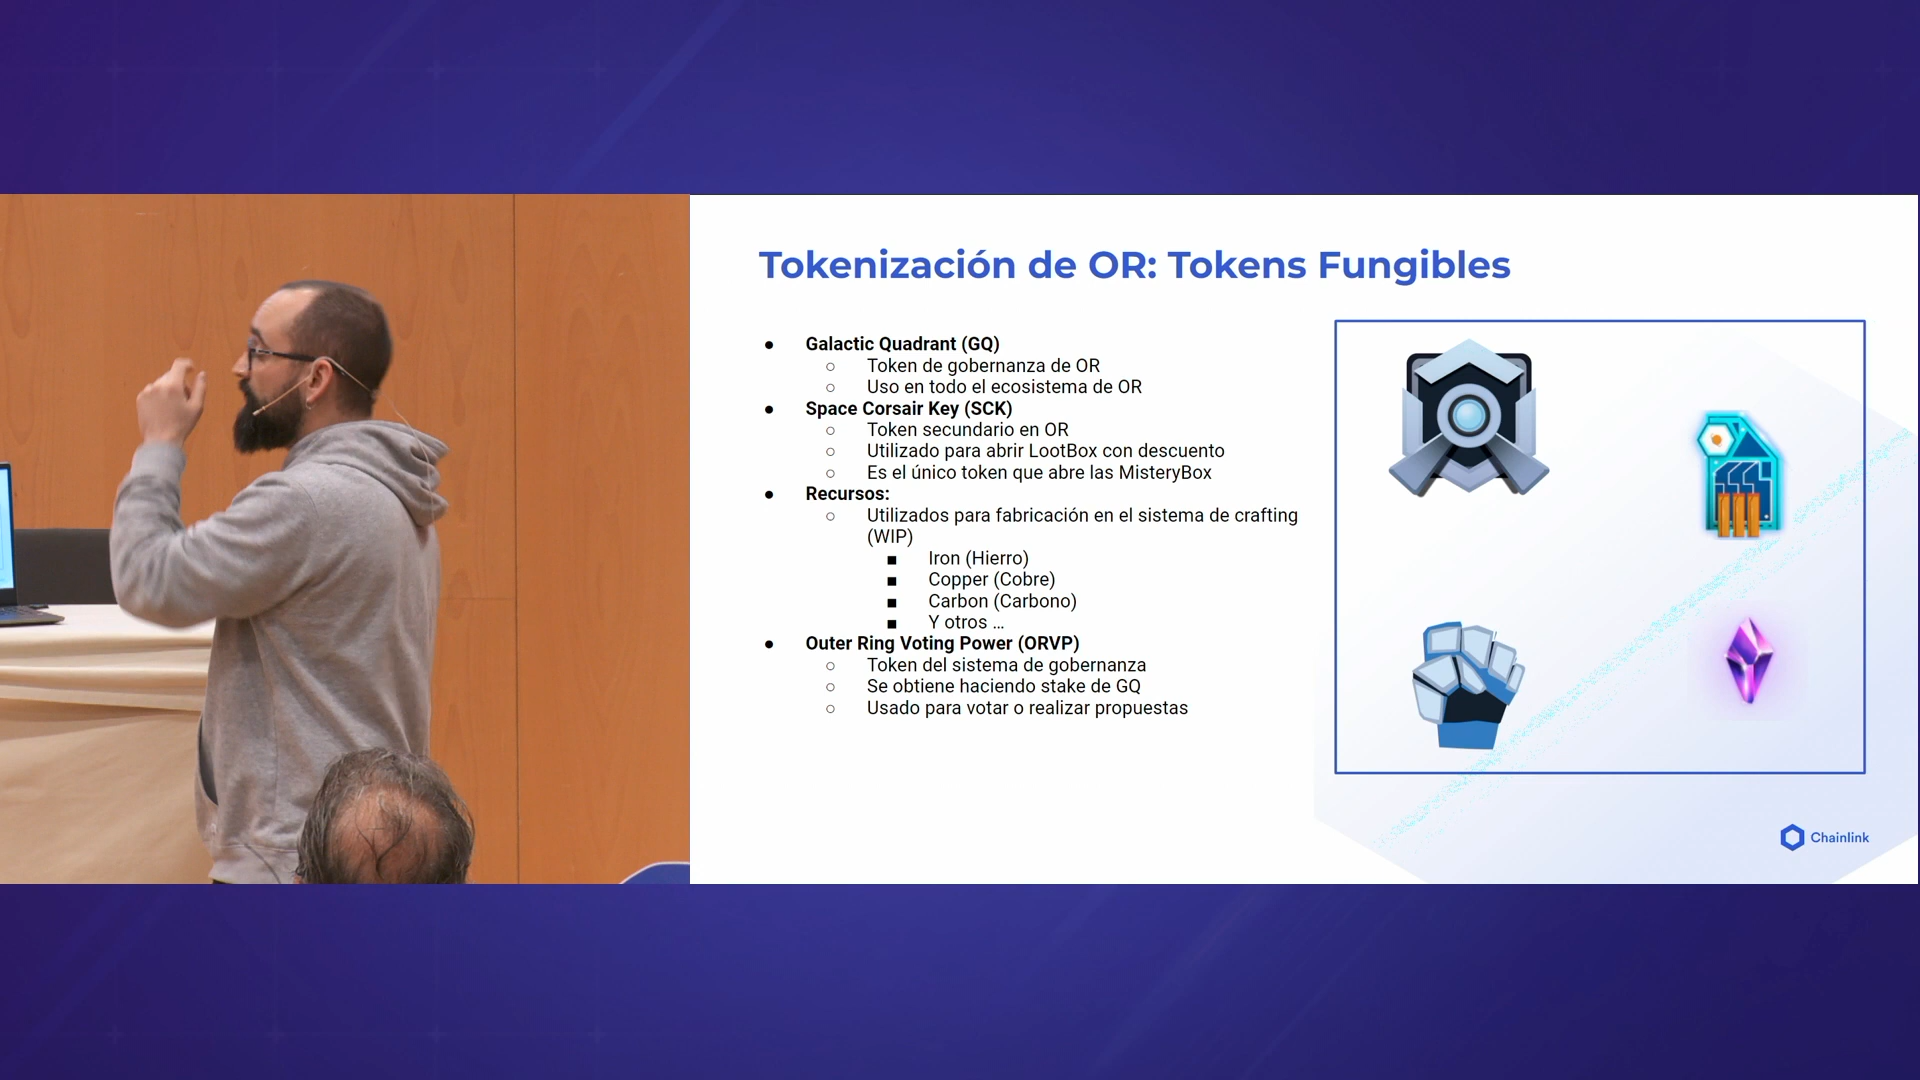 Tokenización de OR: Tokens Fungibles
● Galactic Quadrant (GQ)
○ Token de gobernanza de OR
○ Uso en todo el ecosistema de OR
● Space Corsair Key (SCK)
○ Token secundario en OR
○ Utilizado para abrir LootBox con descuento
○ Es el único token que abre las MisteryBox
● Recursos:
○ Utilizados para fabricación en el sistema de crafting
(WIP)
■ Iron (Hierro)
■ Copper (Cobre)
■ Carbon (Carbono)
■ Y otros ...
● Outer Ring Voting Power (ORVP)
○ Token del sistema de gobernanza
○ Se obtiene haciendo stake de GQ
○ Usado para votar o realizar propuestas
Chainlink